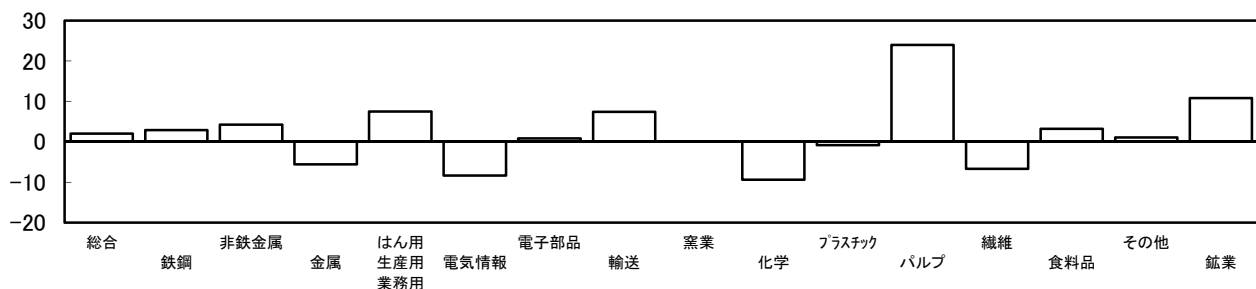 30
20
10
0
-10
-20
総合
鉄鋼
非鉄金属
金属
はん用
生産用
業務用
電気情報
電子部品
輸送
窯業
化学
ﾌﾟﾗｽﾁｯｸ
パルプ
繊維
食料品
その他
鉱業